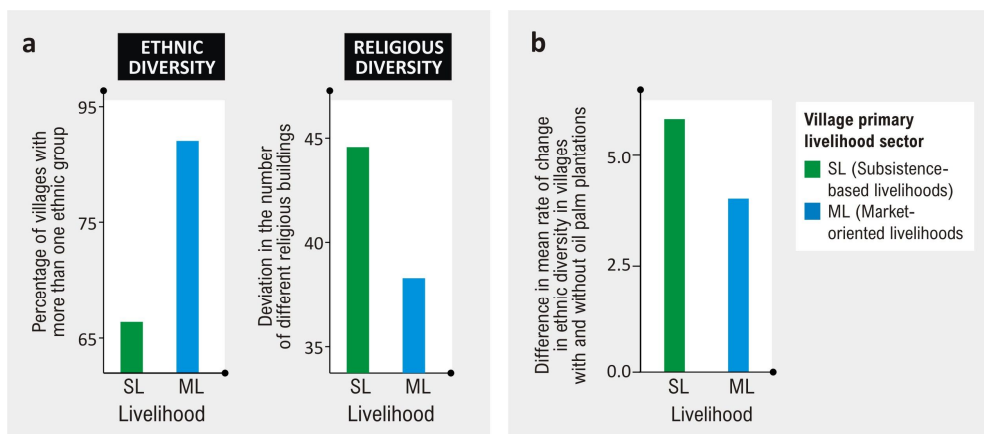 a
ETHNIC
DIVERSITY
Percentage of villages with
more than one ethnic group
95
75
65
SL ML
Livelihood
RELIGIOUS
DIVERSITY
Deviation in the number
of different religious buildings
45
40
35
SL ML
Livelihood
b
Difference in mean rate of change
in ethnic diversity in villages
with and without oil palm plantations
5.0
2.5
0.0
SL ML
Livelihood
Village primary
livelihood sector
SL (Subsistence-
based livelihoods)
ML (Market-
oriented livelihoods